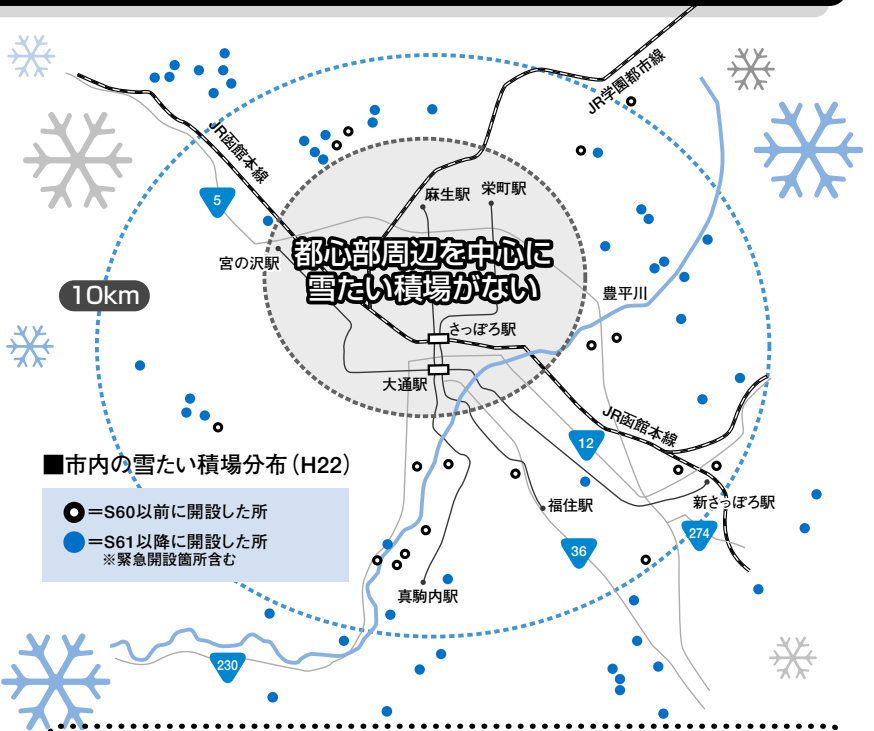 JR学園都市線
JR函館本線
5
麻生駅
栄町駅
宮の沢駅
都心部周辺を中心に
雪たい積場がない
10km
豊平川
さっぽろ駅
大通駅
JR函館本線
12
■市内の雪たい積場分布（H22）
＝S60以前に開設した所
＝S61以降に開設した所
※緊急開設箇所含む
福住駅
新さっぽろ駅
274
36
真駒内駅
230